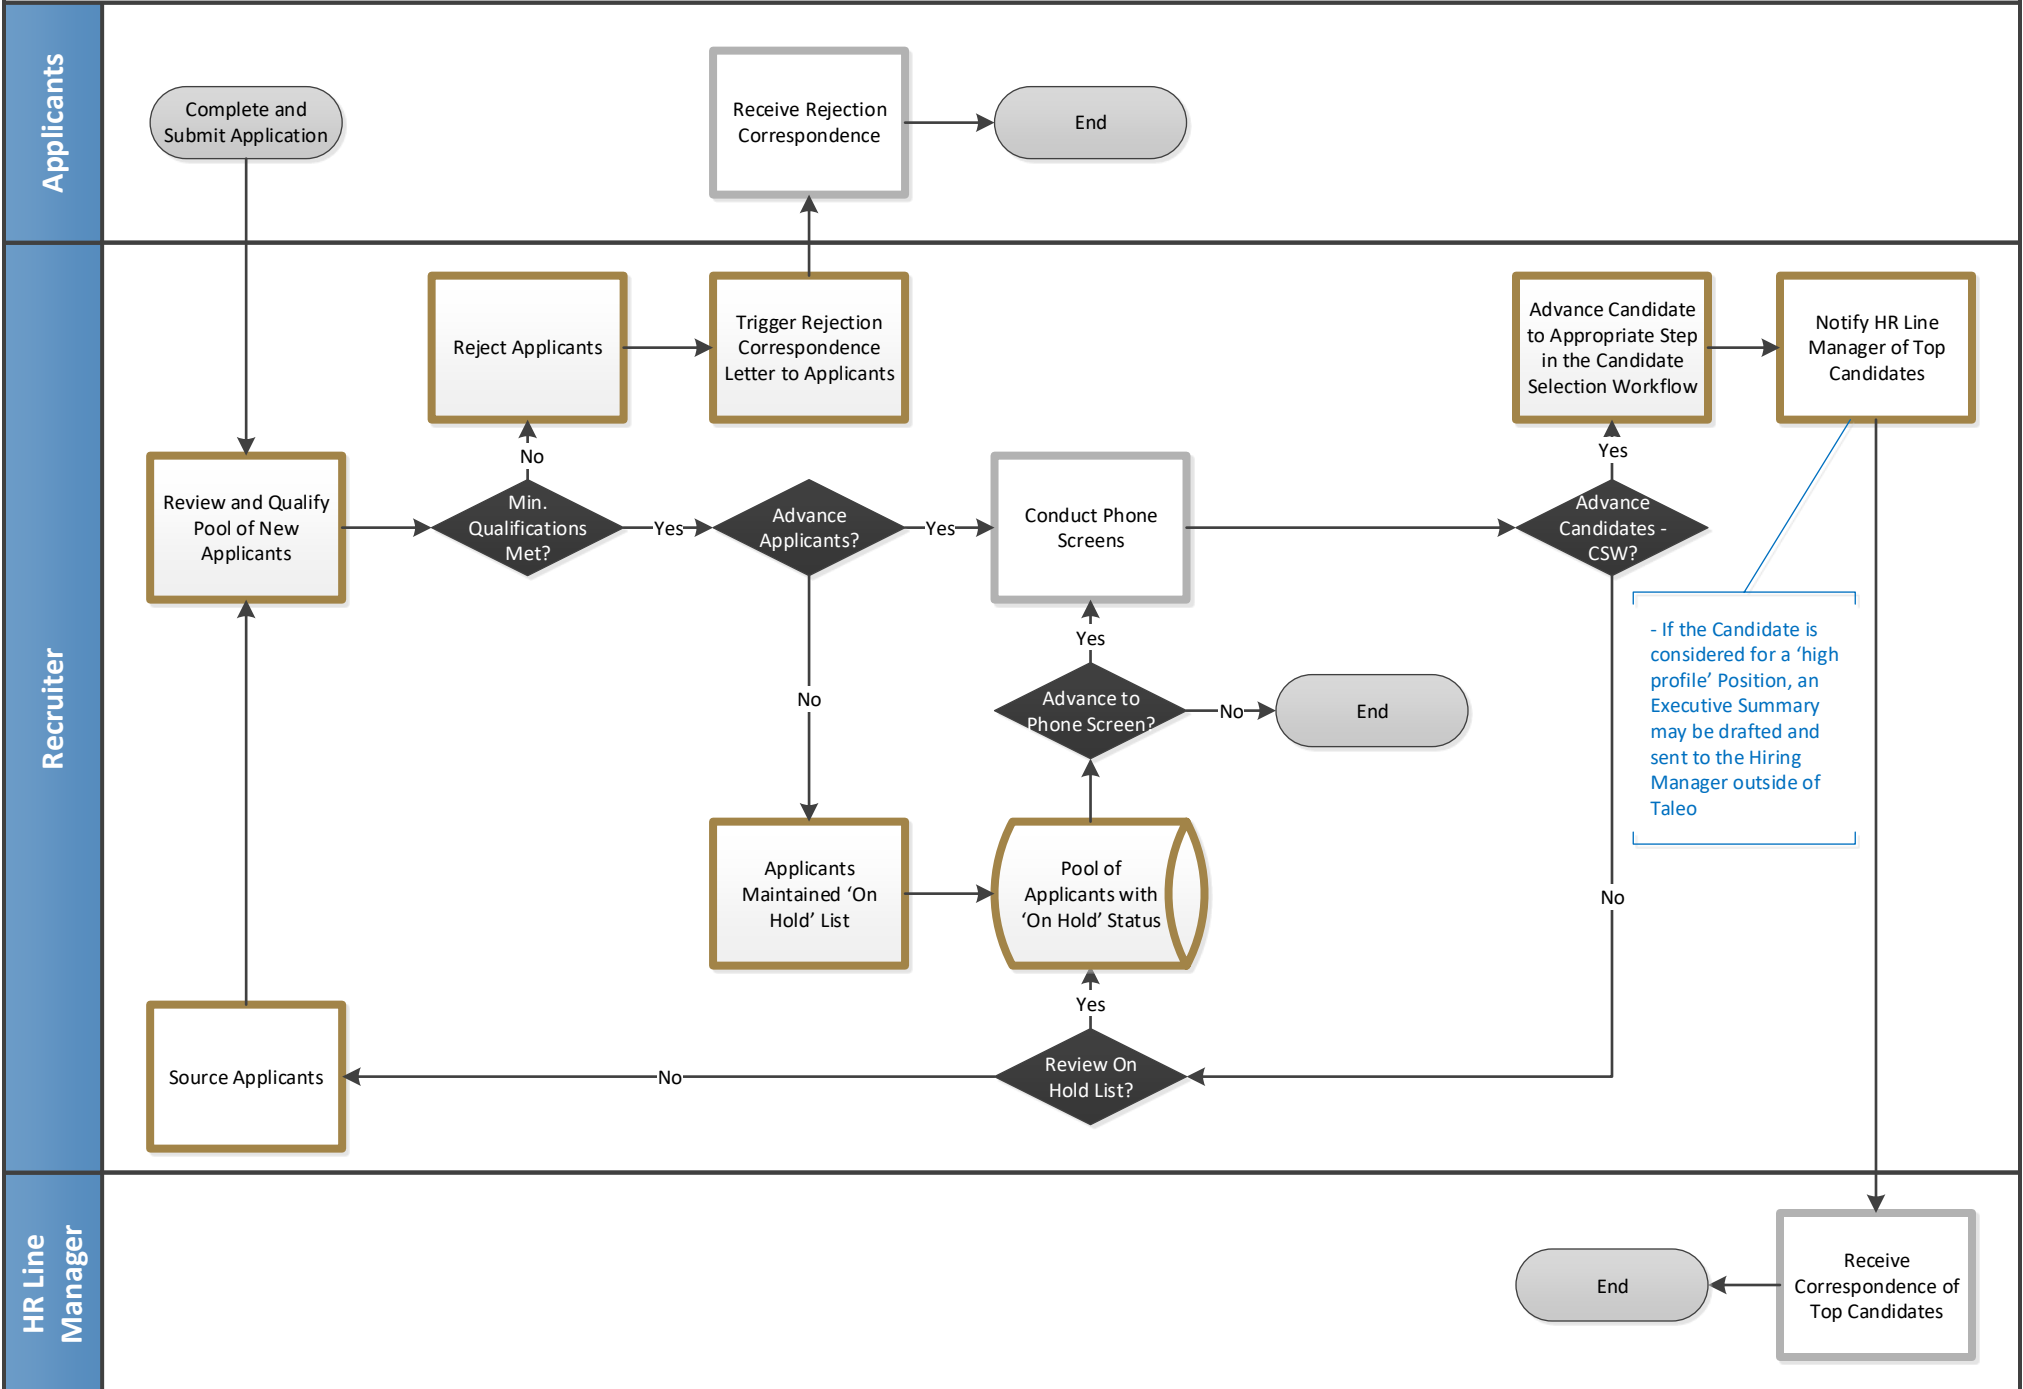 Applicants
Complete and
Submit Application
Receive Rejection
Correspondence
End
Recruiter
Reject Applicants
Trigger Rejection
Correspondence
Letter to Applicants
Advance Candidate
to Appropriate Step
in the Candidate
Selection Workflow
Notify HR Line
Manager of Top
Candidates
No
Yes
Review and Qualify
Pool of New
Applicants
Min.
Qualifications
Met?
Yes
Advance
Applicants?
Yes
Conduct Phone
Screens
Advance
Candidates -
CSW?
Yes
No
Advance to
Phone Screen?
No
End
- If the Candidate is
considered for a ‘high
profile’ Position, an
Executive Summary
may be drafted and
sent to the Hiring
Manager outside of
Taleo
Applicants
Maintained ‘On
Hold’ List
Pool of
Applicants with
‘On Hold’ Status
No
Yes
Source Applicants
No
Review On
Hold List?
HR Line
Manager
End
Receive
Correspondence of
Top Candidates